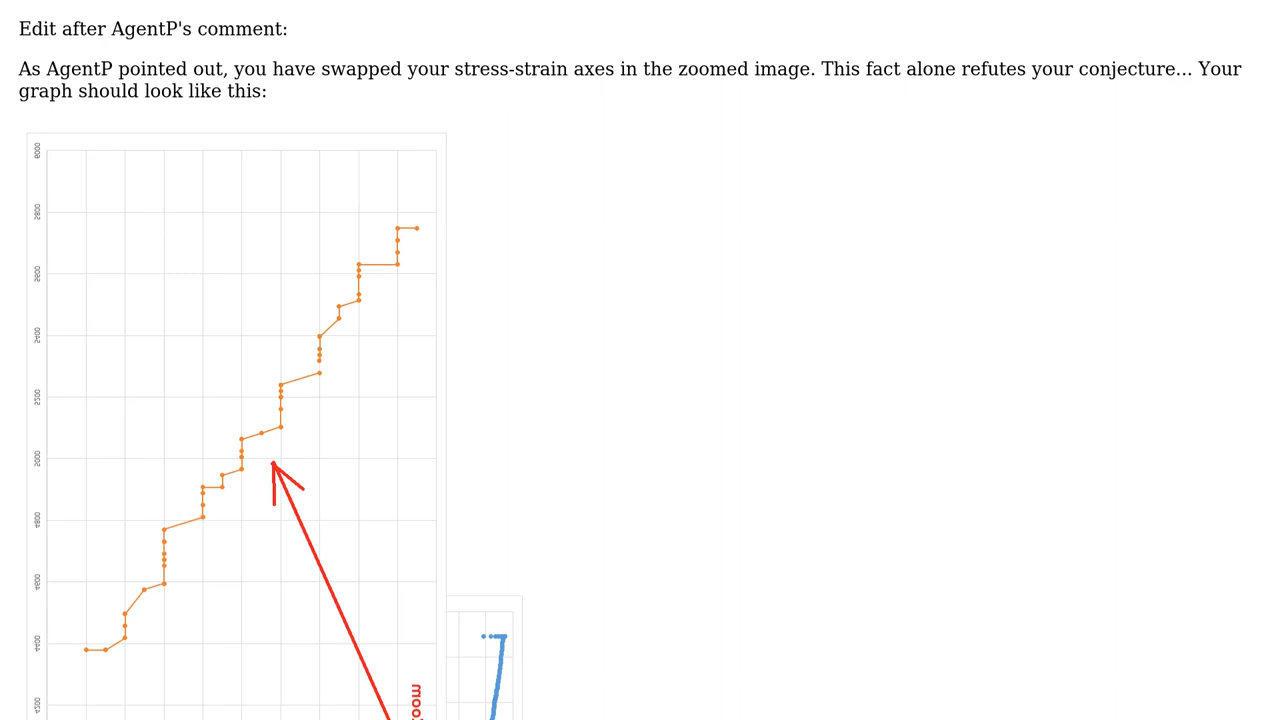 Edit after AgentP's comment:
As AgentP pointed out, you have swapped your stress-strain axes in the zoomed image. This fact alone refutes your conjecture... Your
graph should look like this:
2000